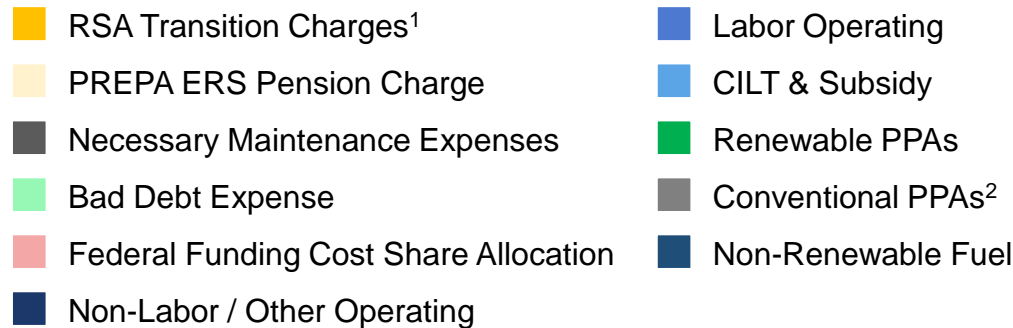 RSA Transition Charges¹
PREPA ERS Pension Charge
Necessary Maintenance Expenses
Bad Debt Expense
Federal Funding Cost Share Allocation
Non-Labor / Other Operating
Labor Operating
CILT & Subsidy
Renewable PPAs
Conventional PPAs²
Non-Renewable Fuel